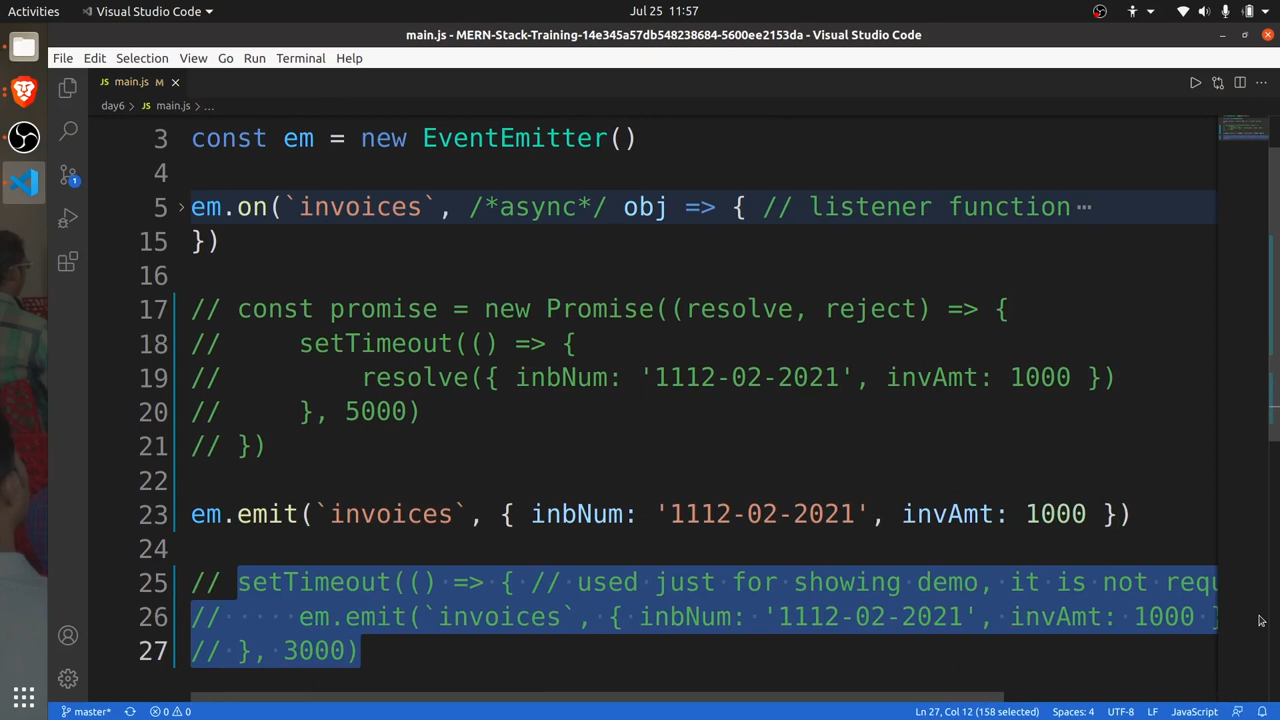 Activities
Visual Studio Code
Jul 25 11:57
main.js - MERN-Stack-Training-14e345a57db548238684-5600ee2153da - Visual Studio Code
File Edit Selection View Go Run Terminal Help
main.js M
day6 > main.js > ...
3 const em = new EventEmitter()
4
5 em.on(`invoices`, /*async*/ obj => { // listener function ...
15 })
16
17 // const promise = new Promise((resolve, reject) => {
18 // setTimeout(() => {
19 // resolve({ inbNum: '1112-02-2021', invAmt: 1000 })
20 // }, 5000)
21 // })
22
23 em.emit(`invoices`, { inbNum: '1112-02-2021', invAmt: 1000 })
24
25 // setTimeout(() => { // used just for showing demo, it is not requ
26 // em.emit(`invoices`, { inbNum: '1112-02-2021', invAmt: 1000 }
27 // }, 3000)
1
master* 0 0 Ln 27, Col 12 (158 selected) Spaces: 4 UTF-8 LF JavaScript